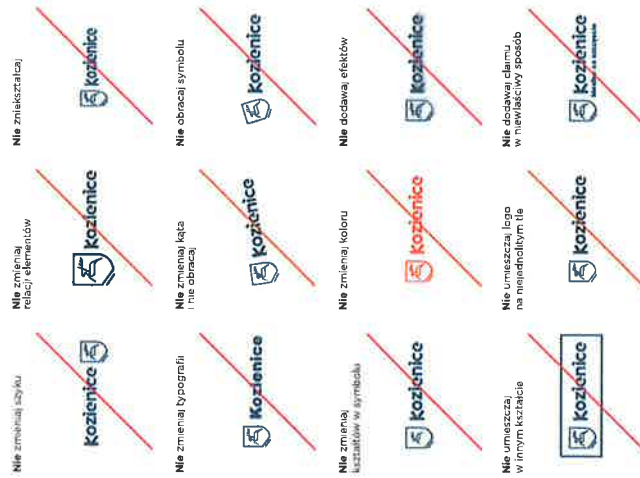 Nie zmieniaj szyku
Kozienice
Nie zmieniaj
relacji elementów
Kozienice
Nie zniekształcaj
Kozienice
Nie zmieniaj typografii
Kozienice
Nie zmieniaj kąta
i nie obracaj
Kozienice
Nie obracaj symbolu
Kozienice
Nie zmieniaj
kształtów w symbolu
Kozienice
Nie zmieniaj koloru
Kozienice
Nie dodawaj efektów
Kozienice
Nie umieszczaj
w innym kształcie
Kozienice
Nie umieszczaj logo
na niejednolitym tle
Kozienice
Nie dodawaj claimu
w niewłaściwy sposób
Kozienice